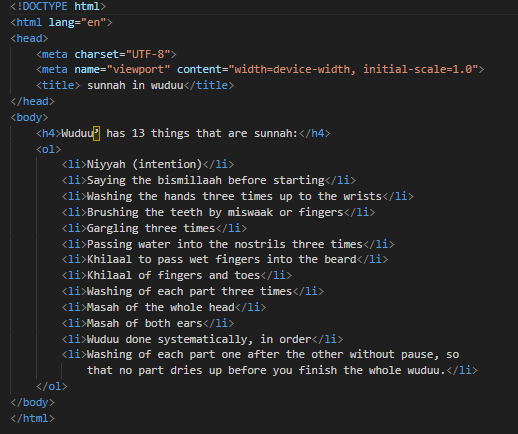 <!DOCTYPE html>
<html lang="en">
<head>
    <meta charset="UTF-8">
    <meta name="viewport" content="width=device-width, initial-scale=1.0">
    <title> sunnah in wuduu</title>
</head>
<body>
    <h4>Wuduu’ has 13 things that are sunnah:</h4>
    <ol>
        <li>Niyyah (intention)</li>
        <li>Saying the bismillaah before starting</li>
        <li>Washing the hands three times up to the wrists</li>
        <li>Brushing the teeth by miswaak or fingers</li>
        <li>Gargling three times</li>
        <li>Passing water into the nostrils three times</li>
        <li>Khilaal to pass wet fingers into the beard</li>
        <li>Khilaal of fingers and toes</li>
        <li>Washing of each part three times</li>
        <li>Masah of the whole head</li>
        <li>Masah of both ears</li>
        <li>Wuduu done systematically, in order</li>
        <li>Washing of each part one after the other without pause, so
            that no part dries up before you finish the whole wuduu.</li>
    </ol>
</body>
</html>